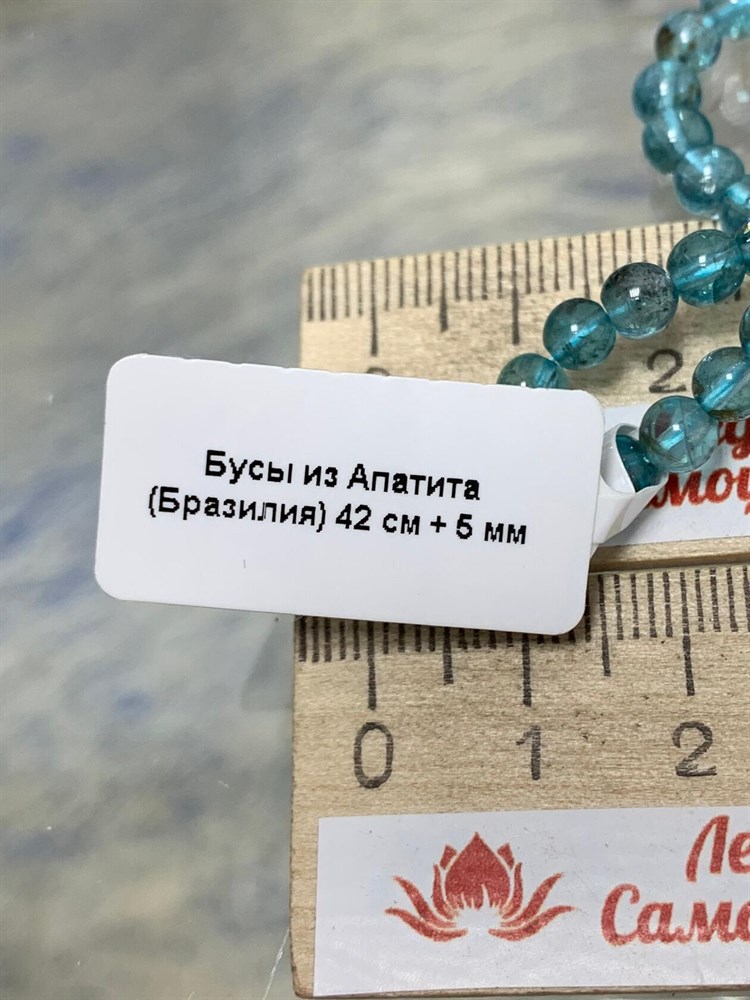 Бусы из Апатита
(Бразилия) 42 см + 5 мм
2
0 1 2